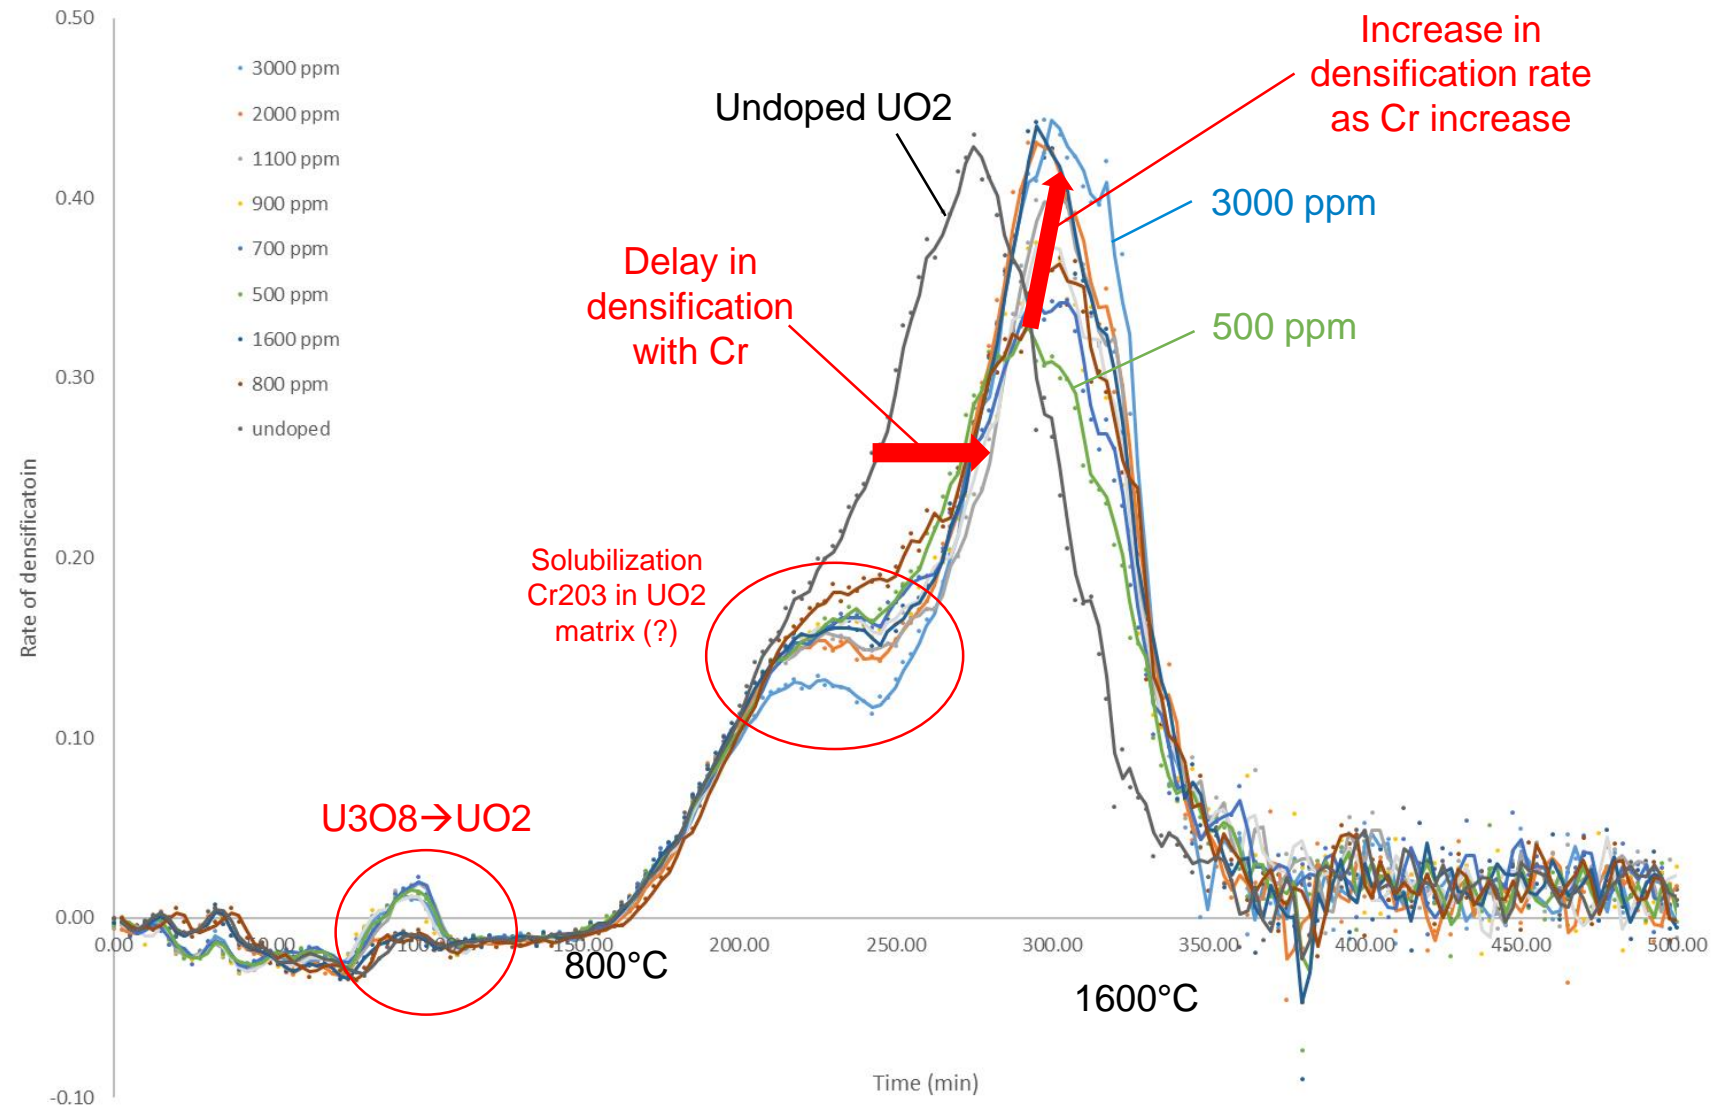 0.50
0.40
0.30
0.20
0.10
0.00
-0.10
Rate of densificatoin
3000 ppm
2000 ppm
1100 ppm
900 ppm
700 ppm
500 ppm
1600 ppm
800 ppm
undoped
Undoped UO2
Increase in
densification rate
as Cr increase
3000 ppm
500 ppm
Delay in
densification
with Cr
Solubilization
Cr203 in UO2
matrix (?)
U3O8→UO2
0.00
50.00
100.00
150.00
200.00
250.00
300.00
350.00
400.00
450.00
500.00
800°C
1600°C
Time (min)